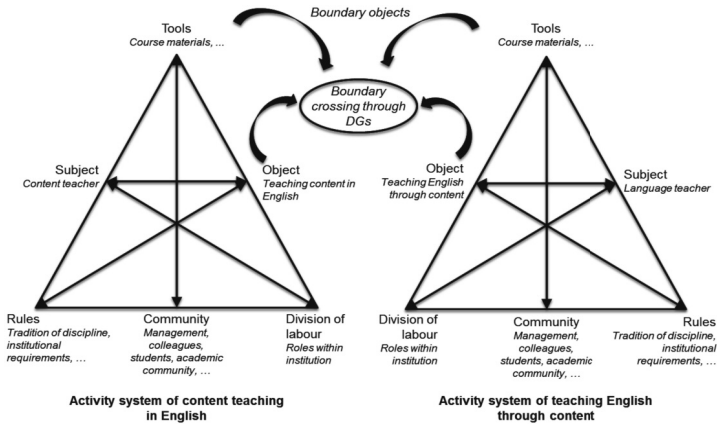 Boundary objects
Tools
Course materials, ...
Tools
Course materials, ...
Boundary
crossing through
DGs
Subject
Content teacher
Object
Teaching content in
English
Object
Teaching English
through content
Subject
Language teacher
Rules
Tradition of discipline,
institutional
requirements, ...
Community
Management,
colleagues,
students, academic
community, ...
Division of
labour
Roles within
institution
Division of
labour
Roles within
institution
Community
Management,
colleagues,
students, academic
community, ...
Rules
Tradition of discipline,
institutional
requirements, ...
Activity system of content teaching
in English
Activity system of teaching English
through content